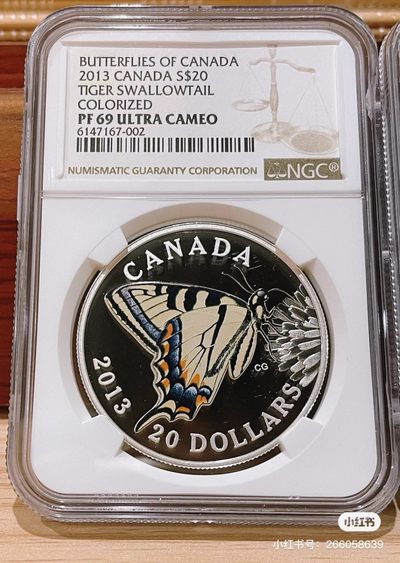 BUTTERFLIES OF CANADA
2013 CANADA S$20
TIGER SWALLOWTAIL
COLORIZED
PF 69 ULTRA CAMEO
6147167-002
NUMISMATIC GUARANTY CORPORATION NGC®
CANADA
CG
2013
20 DOLLARS
小红书
小红书号：266058639